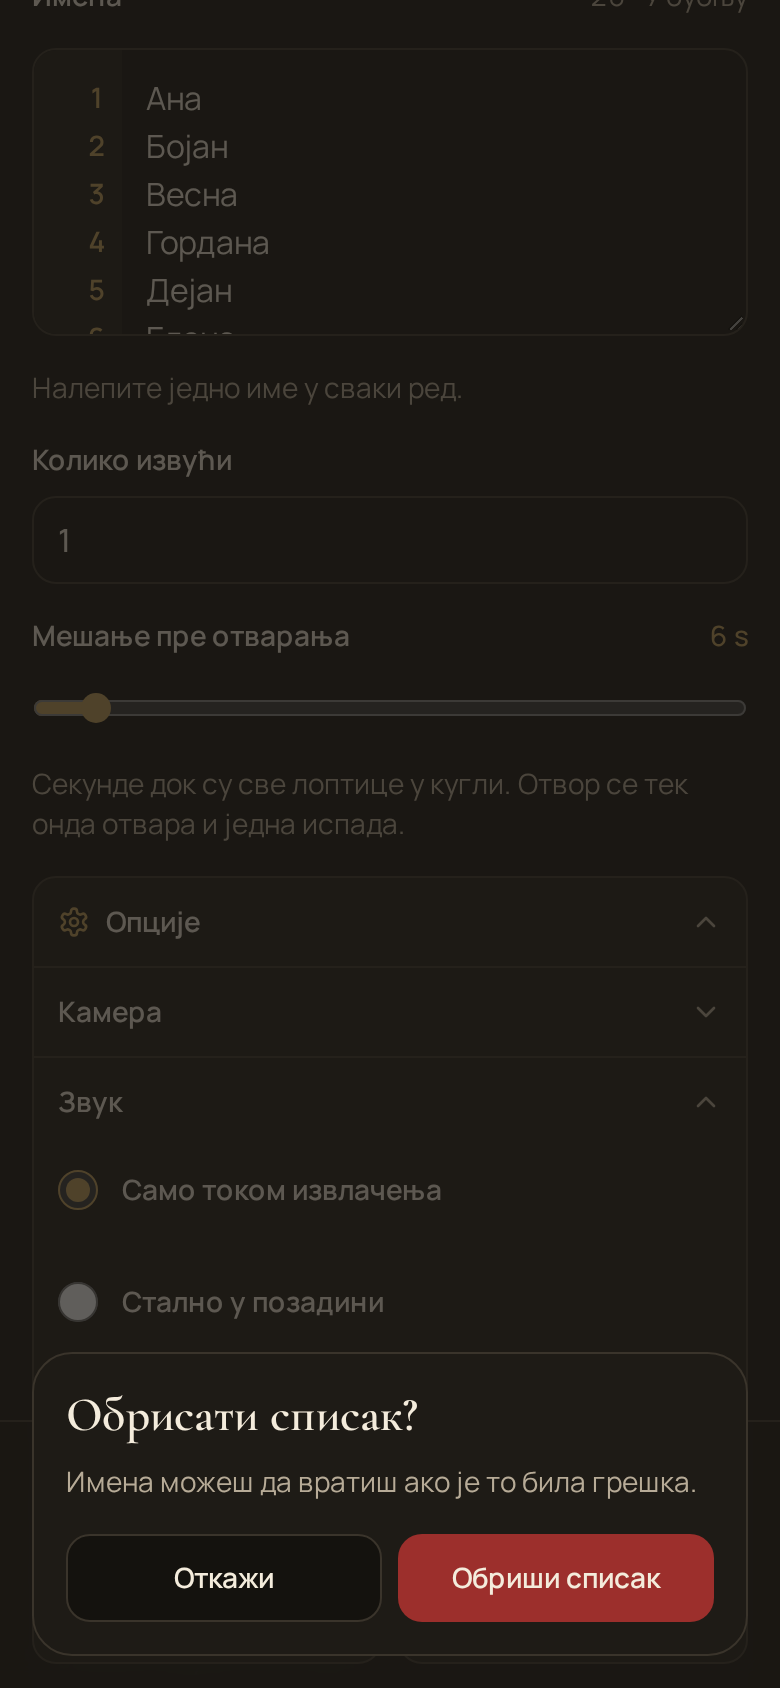 Имена
1 Ана
2 Бојан
3 Весна
4 Гордана
5 Дејан
Налепите једно име у сваки ред.
Колико извући
1
Мешање пре отварања 6 s
Секунде док су све лоптице у кугли. Отвор се тек
онда отвара и једна испада.
Опције
Камера
Звук
Само током извлачења
Стално у позадини
Обрисати списак?
Имена можеш да вратиш ако је то била грешка.
Откажи Обриши списак